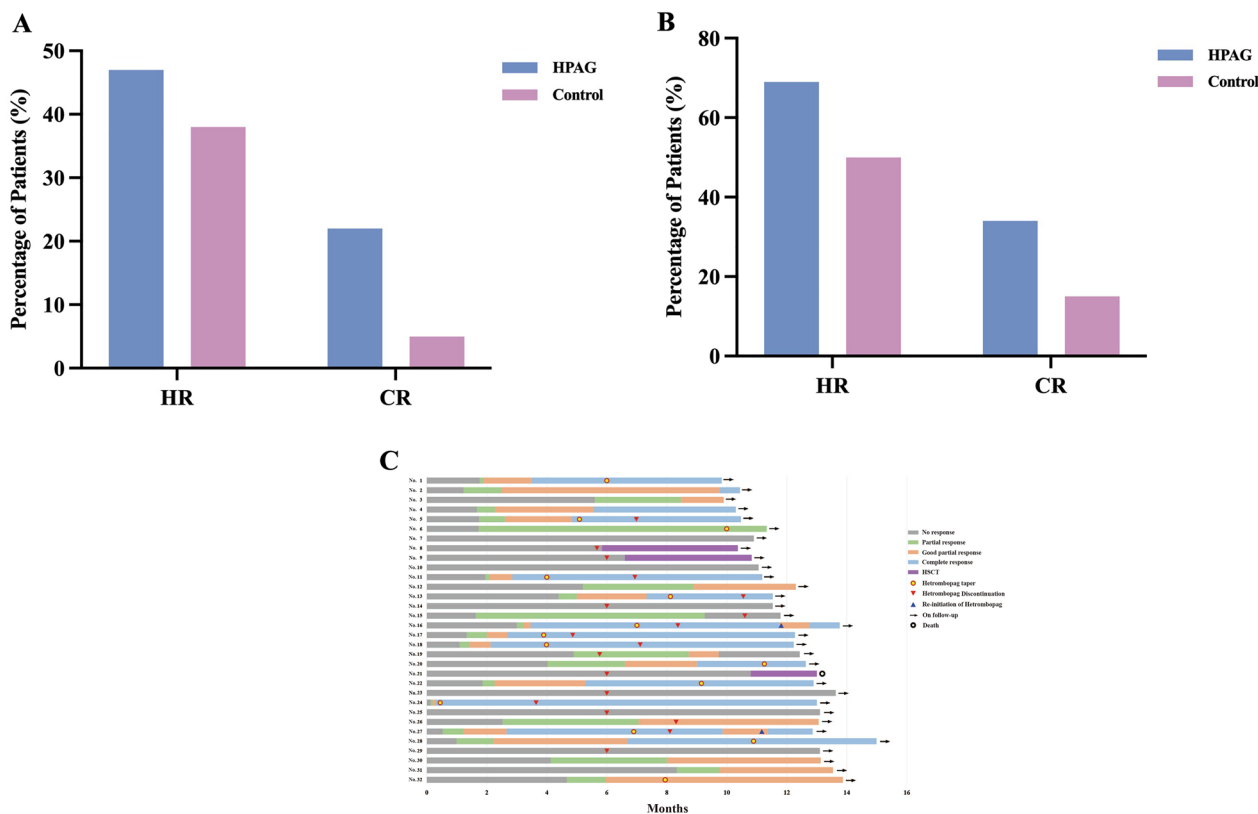 A
Percentage of Patients (%)
50
40
30
20
10
0
HR
CR
HPAG
Control
B
Percentage of Patients (%)
80
60
40
20
0
HR
CR
HPAG
Control
C
No. 1
No. 2
No. 3
No. 4
No. 5
No. 6
No. 7
No. 8
No. 9
No.10
No.11
No.12
No.13
No.14
No.15
No.16
No.17
No.18
No.19
No.20
No.21
No.22
No.23
No.24
No.25
No.26
No.27
No.28
No.29
No.30
No.31
No.32
0 2 4 6 8 10 12 14 16
Months
No response
Partial response
Good partial response
Complete response
HSCT
Hetrombopag taper
Hetrombopag Discontinuation
Re-initiation of Hetrombopag
On follow-up
Death